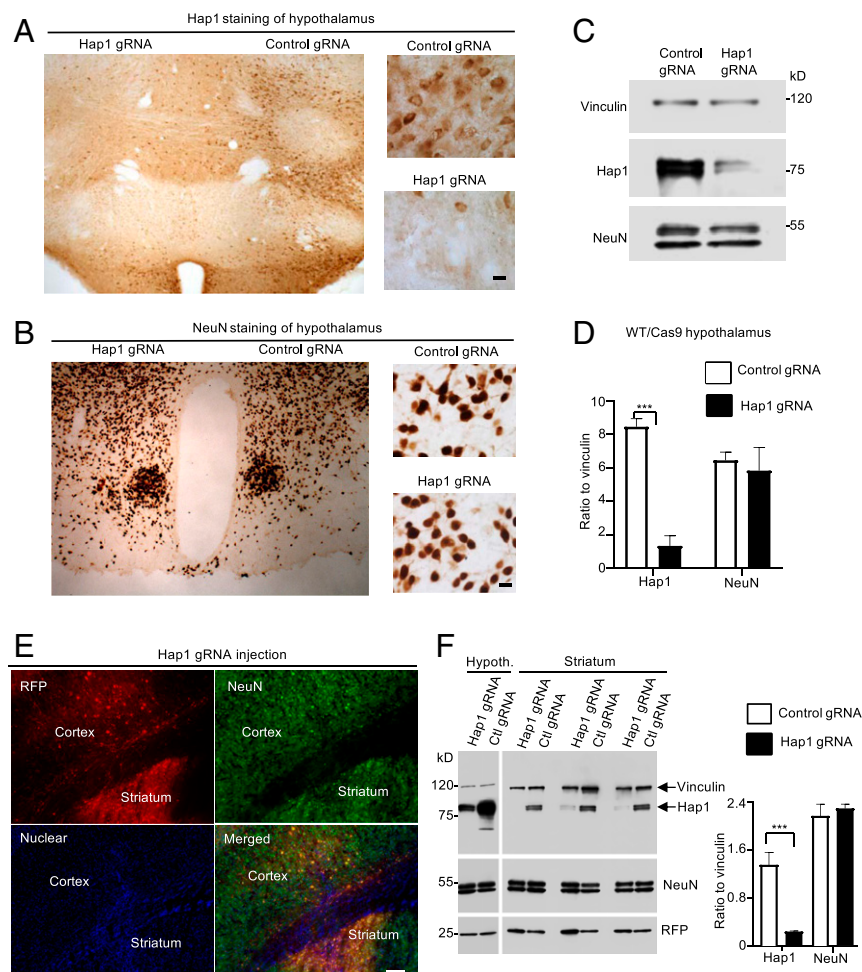 A
Hap1 staining of hypothalamus
Hap1 gRNA
Control gRNA
Control gRNA
Hap1 gRNA
B
NeuN staining of hypothalamus
Hap1 gRNA
Control gRNA
Control gRNA
Hap1 gRNA
C
Control gRNA
Hap1 gRNA
kD
Vinculin
-120
Hap1
-75
NeuN
-55
D
WT/Cas9 hypothalamus
Control gRNA
Hap1 gRNA
***
Ratio to vinculin
10
8
6
4
2
0
Hap1
NeuN
E
Hap1 gRNA injection
RFP
Cortex
Striatum
NeuN
Cortex
Striatum
Nuclear
Cortex
Striatum
Merged
Cortex
Striatum
F
Hypoth.
Striatum
Hap1 gRNA
Ctl gRNA
Hap1 gRNA
Ctl gRNA
Hap1 gRNA
Ctl gRNA
Hap1 gRNA
Ctl gRNA
kD
120-
75-
55-
25-
Vinculin
Hap1
NeuN
RFP
Control gRNA
Hap1 gRNA
***
Ratio to vinculin
2.4
1.6
0.8
0
Hap1
NeuN